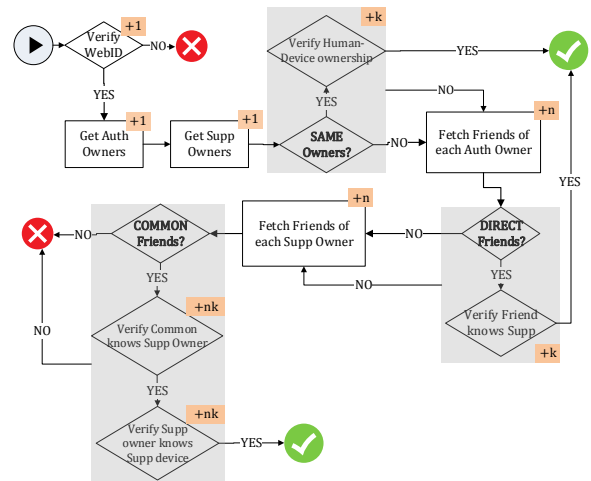 +1
Verify
WebID
NO
YES
+1
Get Auth
Owners
+1
Get Supp
Owners
+k
Verify Human-
Device ownership
YES
YES
SAME
Owners?
NO
NO
+n
Fetch Friends of
each Auth Owner
YES
DIRECT
Friends?
NO
YES
Verify Friend
knows Supp
+k
NO
+n
Fetch Friends of
each Supp Owner
COMMON
Friends?
NO
YES
+nk
Verify Common
knows Supp Owner
NO
YES
+nk
Verify Supp
owner knows
Supp device
YES